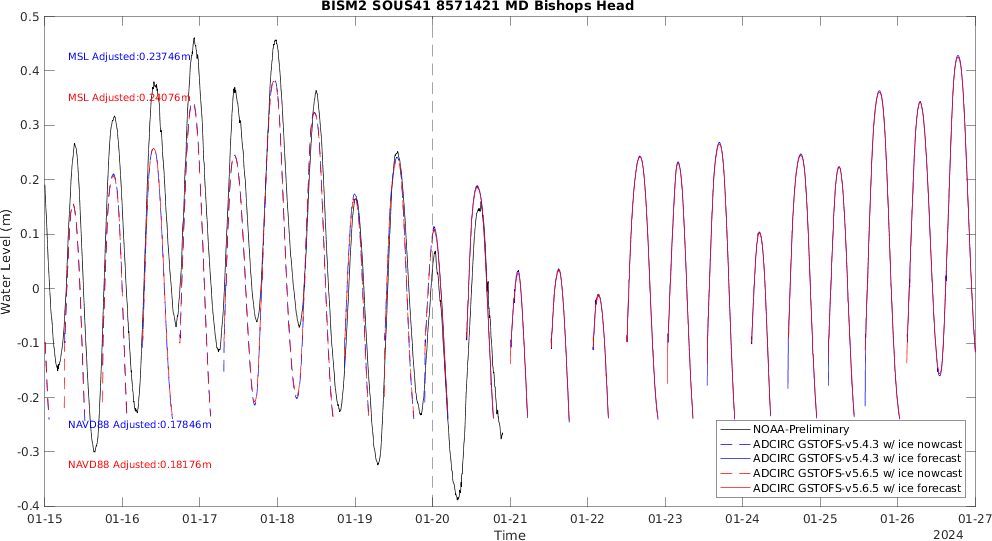 BISM2 SOUS41 8571421 MD Bishops Head
0.5
0.4
0.3
0.2
0.1
0
-0.1
-0.2
-0.3
-0.4
Water Level (m)
MSL Adjusted:0.23746m
MSL Adjusted:0.24076m
NAVD88 Adjusted:0.17846m
NAVD88 Adjusted:0.18176m
NOAA-Preliminary
ADCIRC GSTOFS-v5.4.3 w/ ice nowcast
ADCIRC GSTOFS-v5.4.3 w/ ice forecast
ADCIRC GSTOFS-v5.6.5 w/ ice nowcast
ADCIRC GSTOFS-v5.6.5 w/ ice forecast
01-15 01-16 01-17 01-18 01-19 01-20 01-21 01-22 01-23 01-24 01-25 01-26 01-27
Time
2024